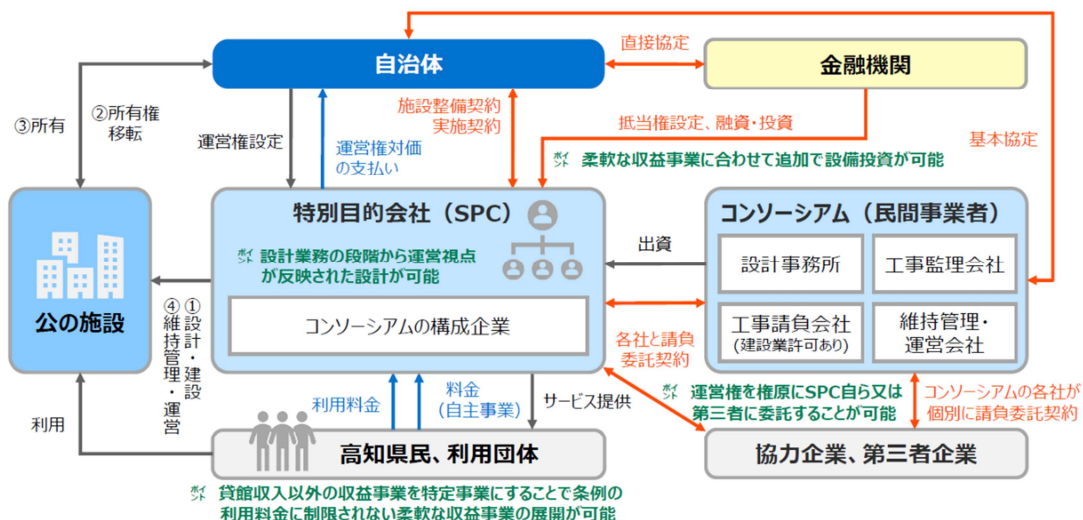 自治体
直接協定
金融機関
③所有
②所有権
移転
運営権設定
運営権対価
の支払い
施設整備契約
実施契約
抵当権設定、融資・投資
基本協定
ポイント 柔軟な収益事業に合わせて追加で設備投資が可能
公の施設
特別目的会社(SPC)
ポイント 設計業務の段階から運営視点
が反映された設計が可能
コンソーシアムの構成企業
出資
コンソーシアム(民間事業者)
設計事務所
工事監理会社
工事請負会社
(建設業許可あり)
維持管理・
運営会社
①設計・建設
④維持管理・運営
利用
利用料金
料金
(自主事業)
サービス提供
各社と請負
委託契約
ポイント 運営権を権原にSPC自ら又は
第三者に委託することが可能
コンソーシアムの各社が
個別に請負委託契約
高知県民、利用団体
協力企業、第三者企業
ポイント 貸館収入以外の収益事業を特定事業にすることで条例の
利用料金に制限されない柔軟な収益事業の展開が可能